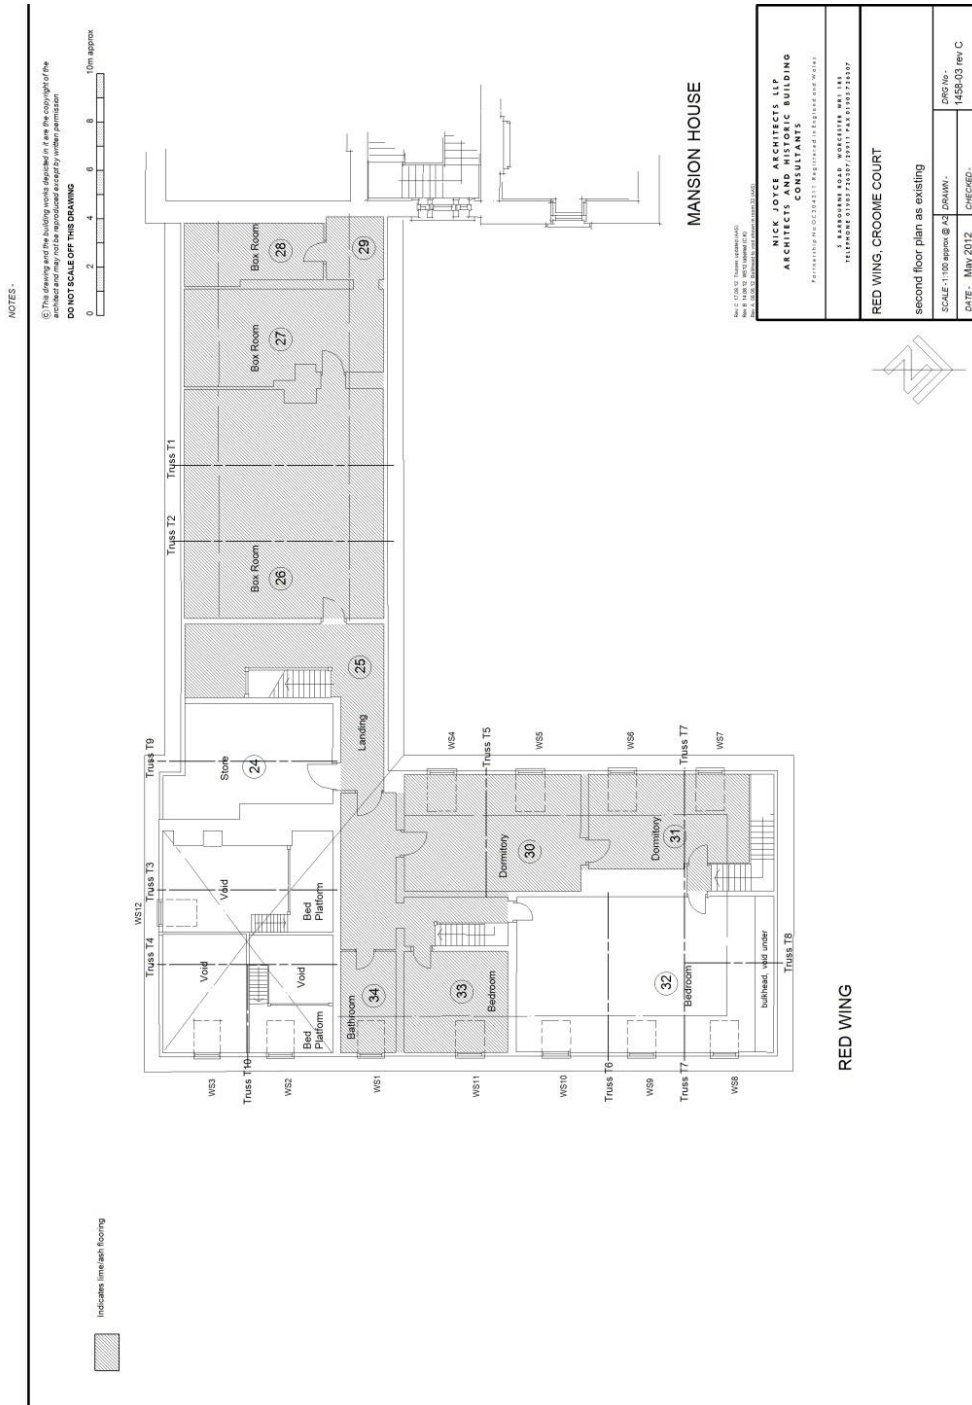 NOTES -
© This drawing and the building works depicted in it are the copyright of the
architect and may not be reproduced except by written permission
DO NOT SCALE OFF THIS DRAWING
0 2 4 6 8 10m approx
Indicates lime/ash flooring
WS12
Truss T4
Truss T3
Truss T9
Truss T2
Truss T1
WS3
Truss T10
WS2
WS1
WS11
WS10
Truss T6
WS9
Truss T7
WS8
Void
Void
Bed
Platform
Void
Bed
Platform
Store
24
Landing
25
Box Room
26
Box Room
27
Box Room
28
29
Bathroom
34
Bedroom
33
Dormitory
30
Dormitory
31
Bedroom
32
bulkhead, void under
Truss T8
WS4
Truss T5
WS5
WS6
Truss T7
WS7
MANSION HOUSE
RED WING
NICK JOYCE ARCHITECTS LLP
ARCHITECTS AND HISTORIC BUILDING
CONSULTANTS
5 BARBOURNE ROAD WORCESTER WR1 1RS
RED WING, CROOME COURT
second floor plan as existing
SCALE - 1:100 approx @ A2
DRAWN -
DRG No -
1458-03 rev C
DATE - May 2012
CHECKED -